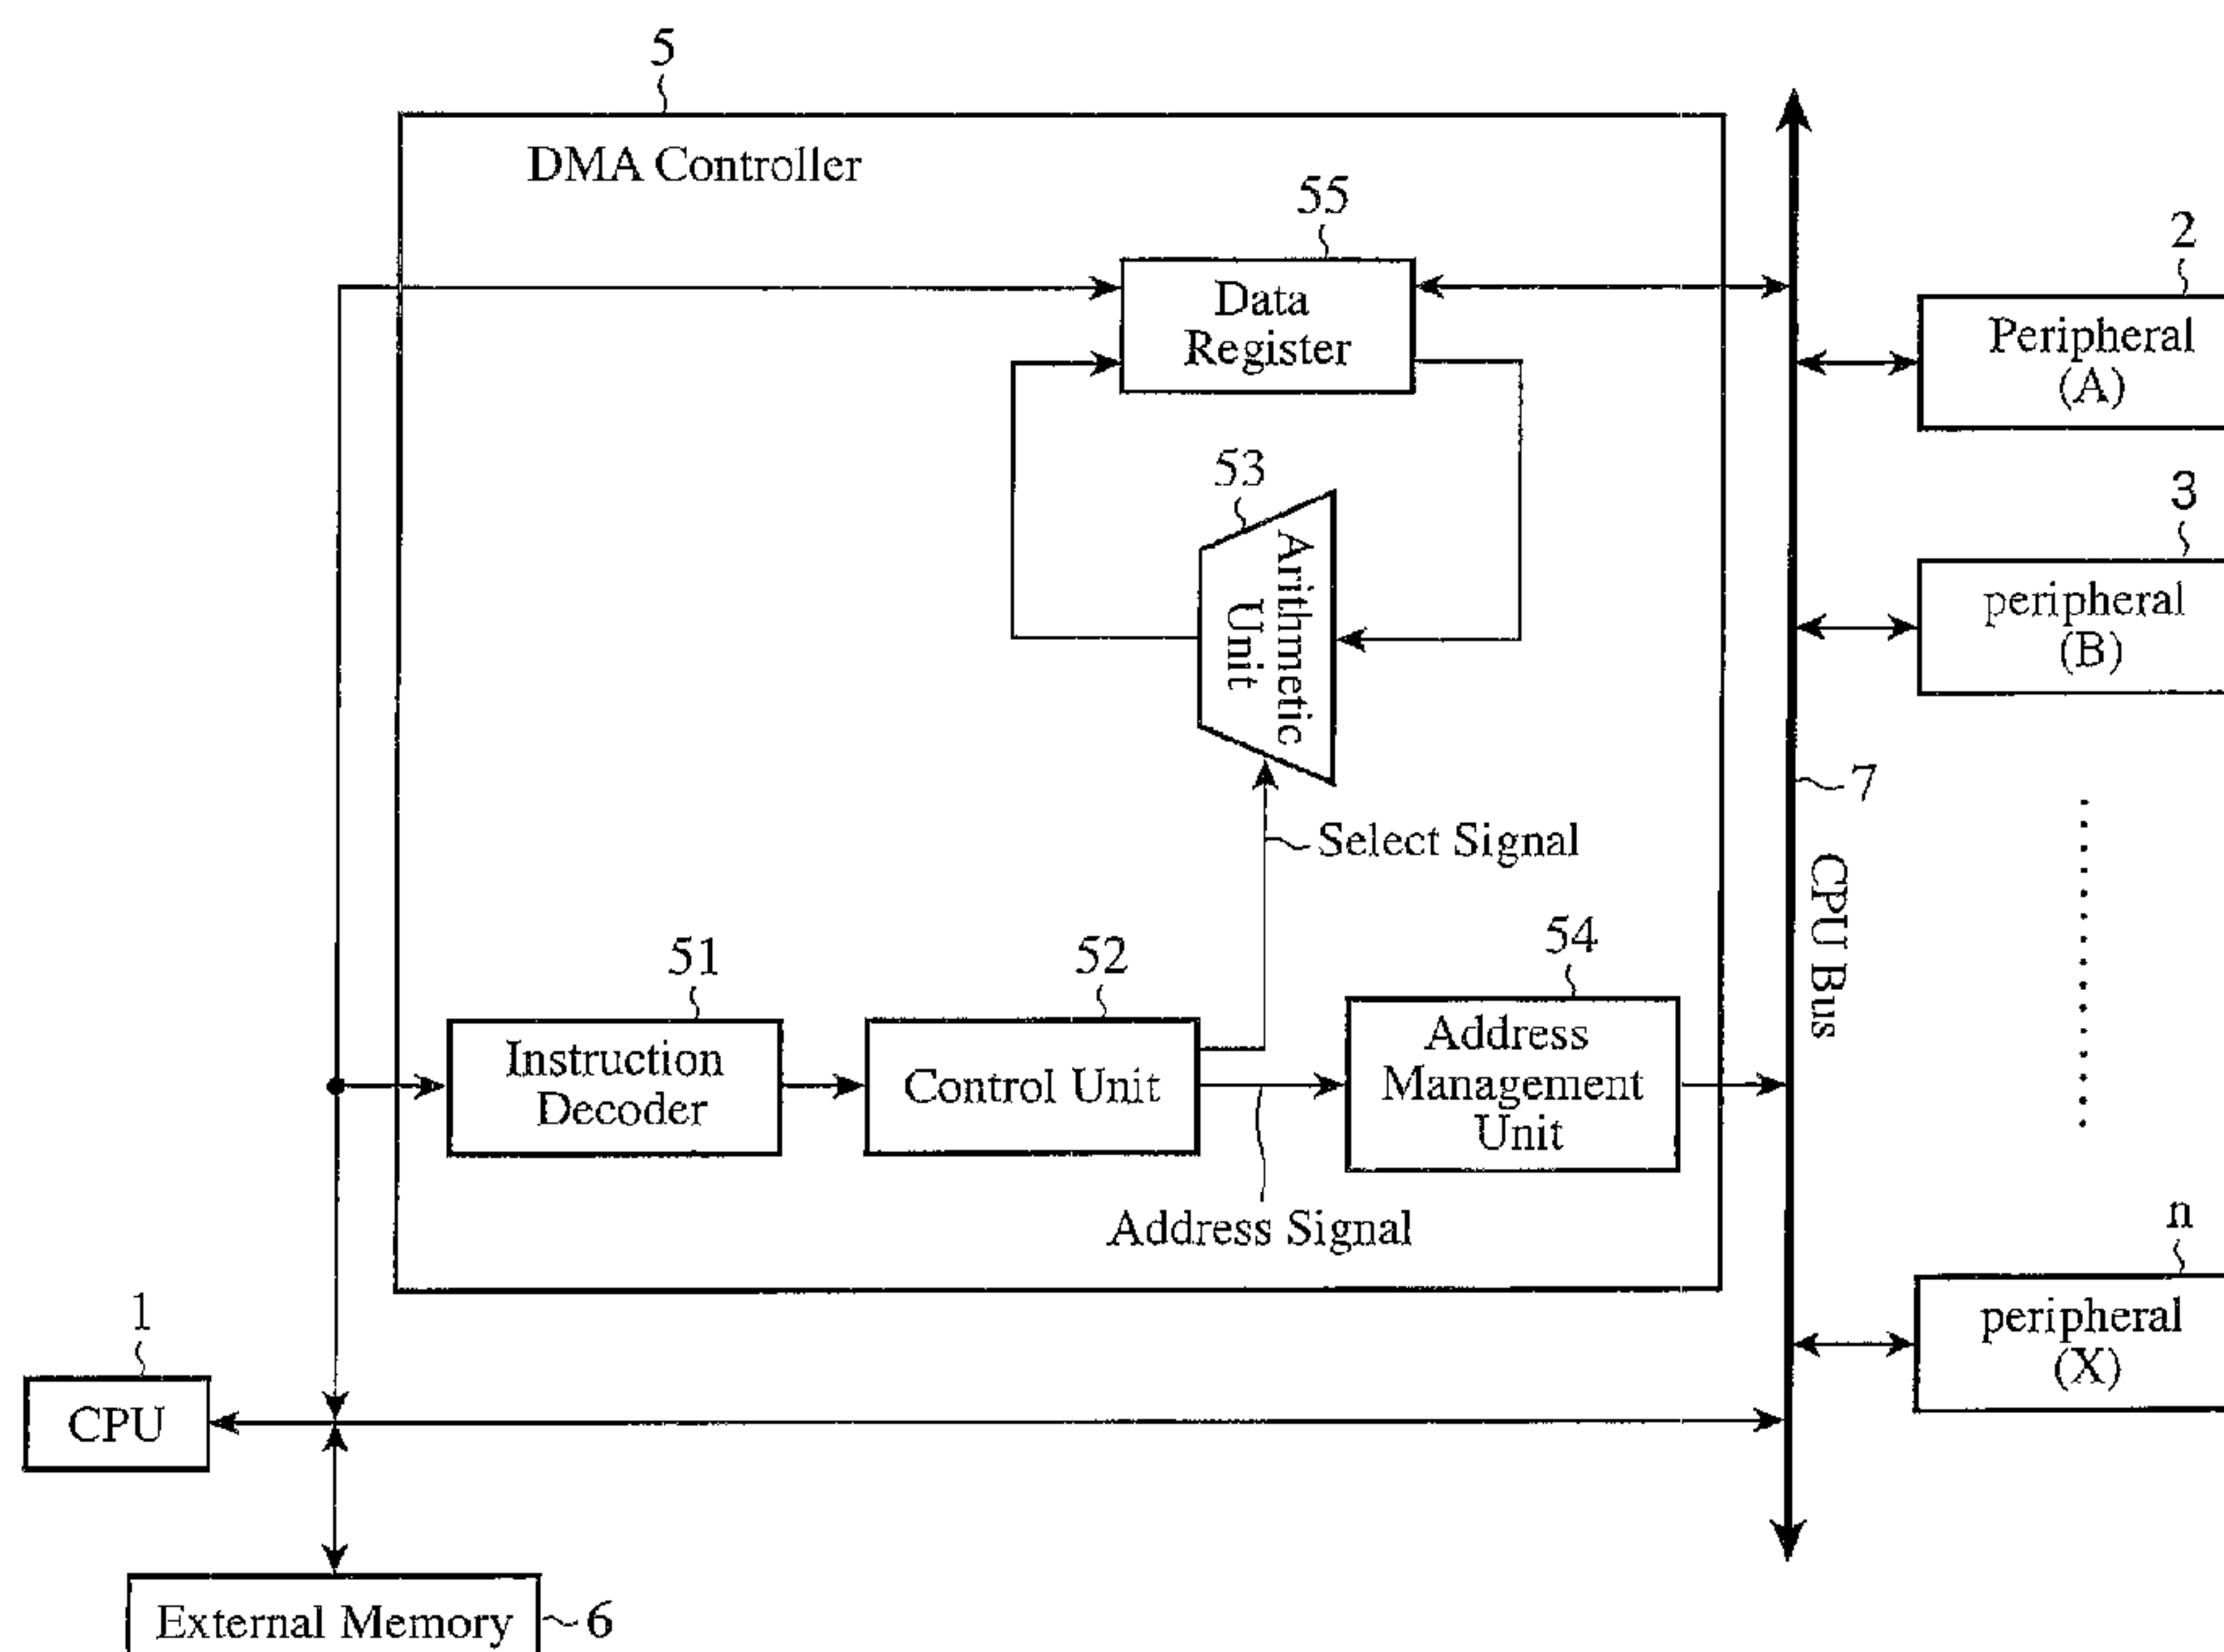 5
DMA Controller
55
Data
Register
2
Peripheral
(A)
53
Arithmetic
Unit
3
peripheral
(B)
7
Select Signal
CPU Bus
51
Instruction
Decoder
52
Control Unit
54
Address
Management
Unit
Address Signal
n
peripheral
(X)
1
CPU
External Memory
6